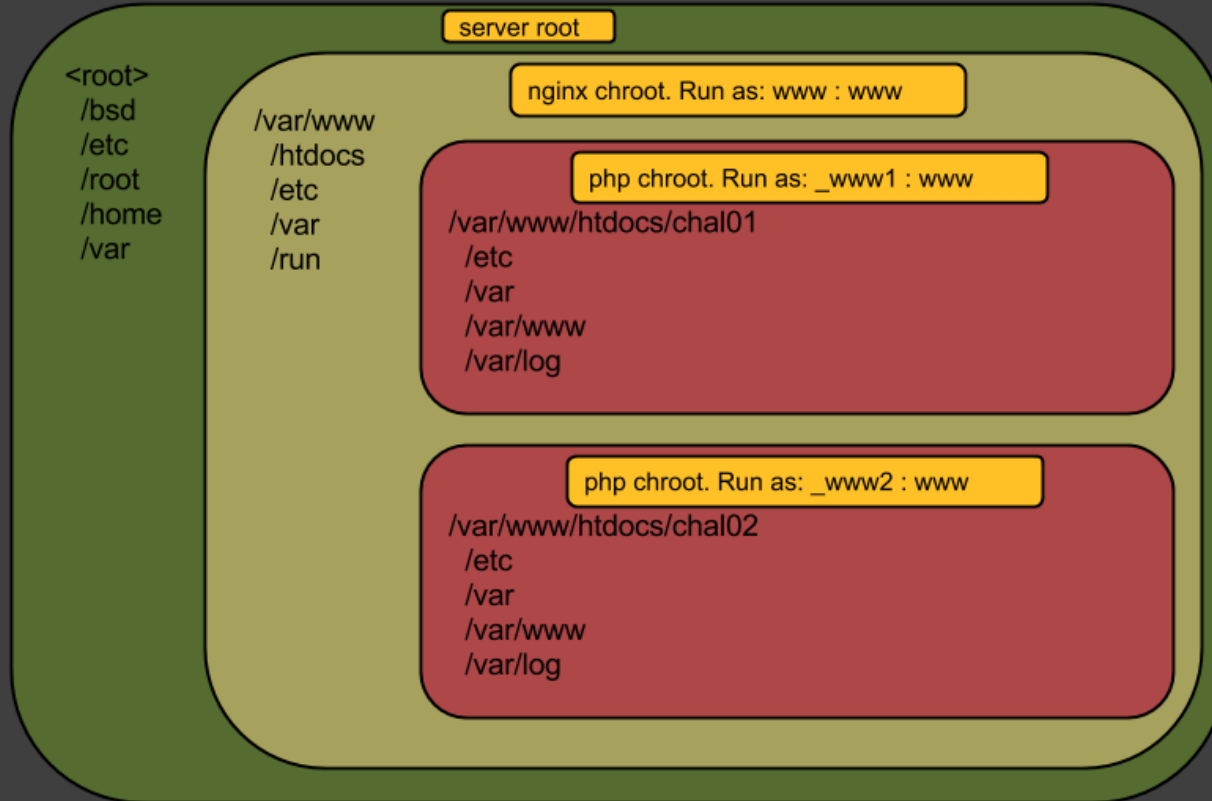 server root
<root>
/bsd
/etc
/root
/home
/var
nginx chroot. Run as: www : www
/var/www
/htdocs
/etc
/var
/run
php chroot. Run as: _www1 : www
/var/www/htdocs/chal01
/etc
/var
/var/www
/var/log
php chroot. Run as: _www2 : www
/var/www/htdocs/chal02
/etc
/var
/var/www
/var/log